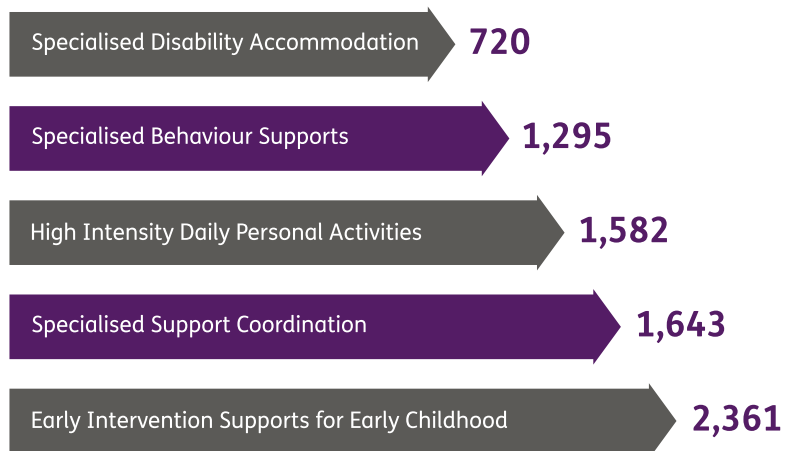 Specialised Disability Accommodation 720
Specialised Behaviour Supports 1,295
High Intensity Daily Personal Activities 1,582
Specialised Support Coordination 1,643
Early Intervention Supports for Early Childhood 2,361